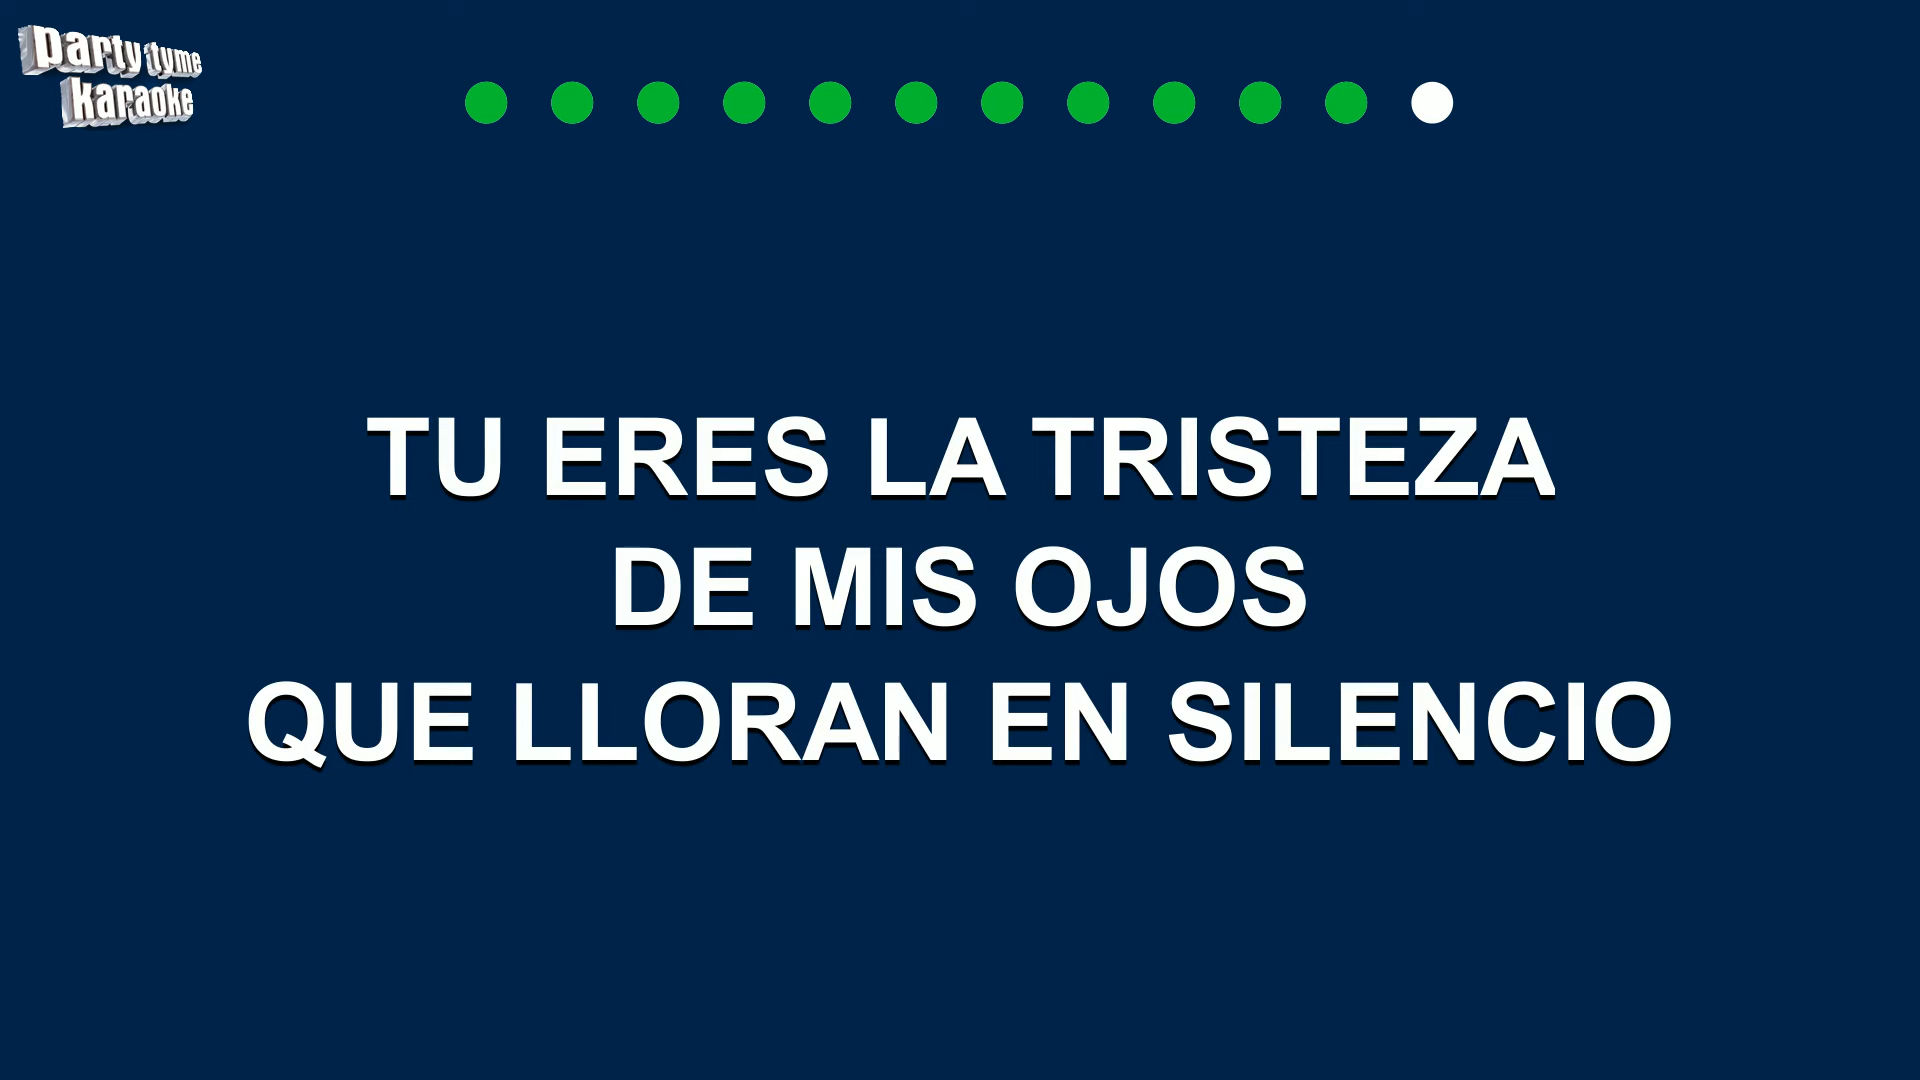 party tyme
karaoke
TU ERES LA TRISTEZA
DE MIS OJOS
QUE LLORAN EN SILENCIO